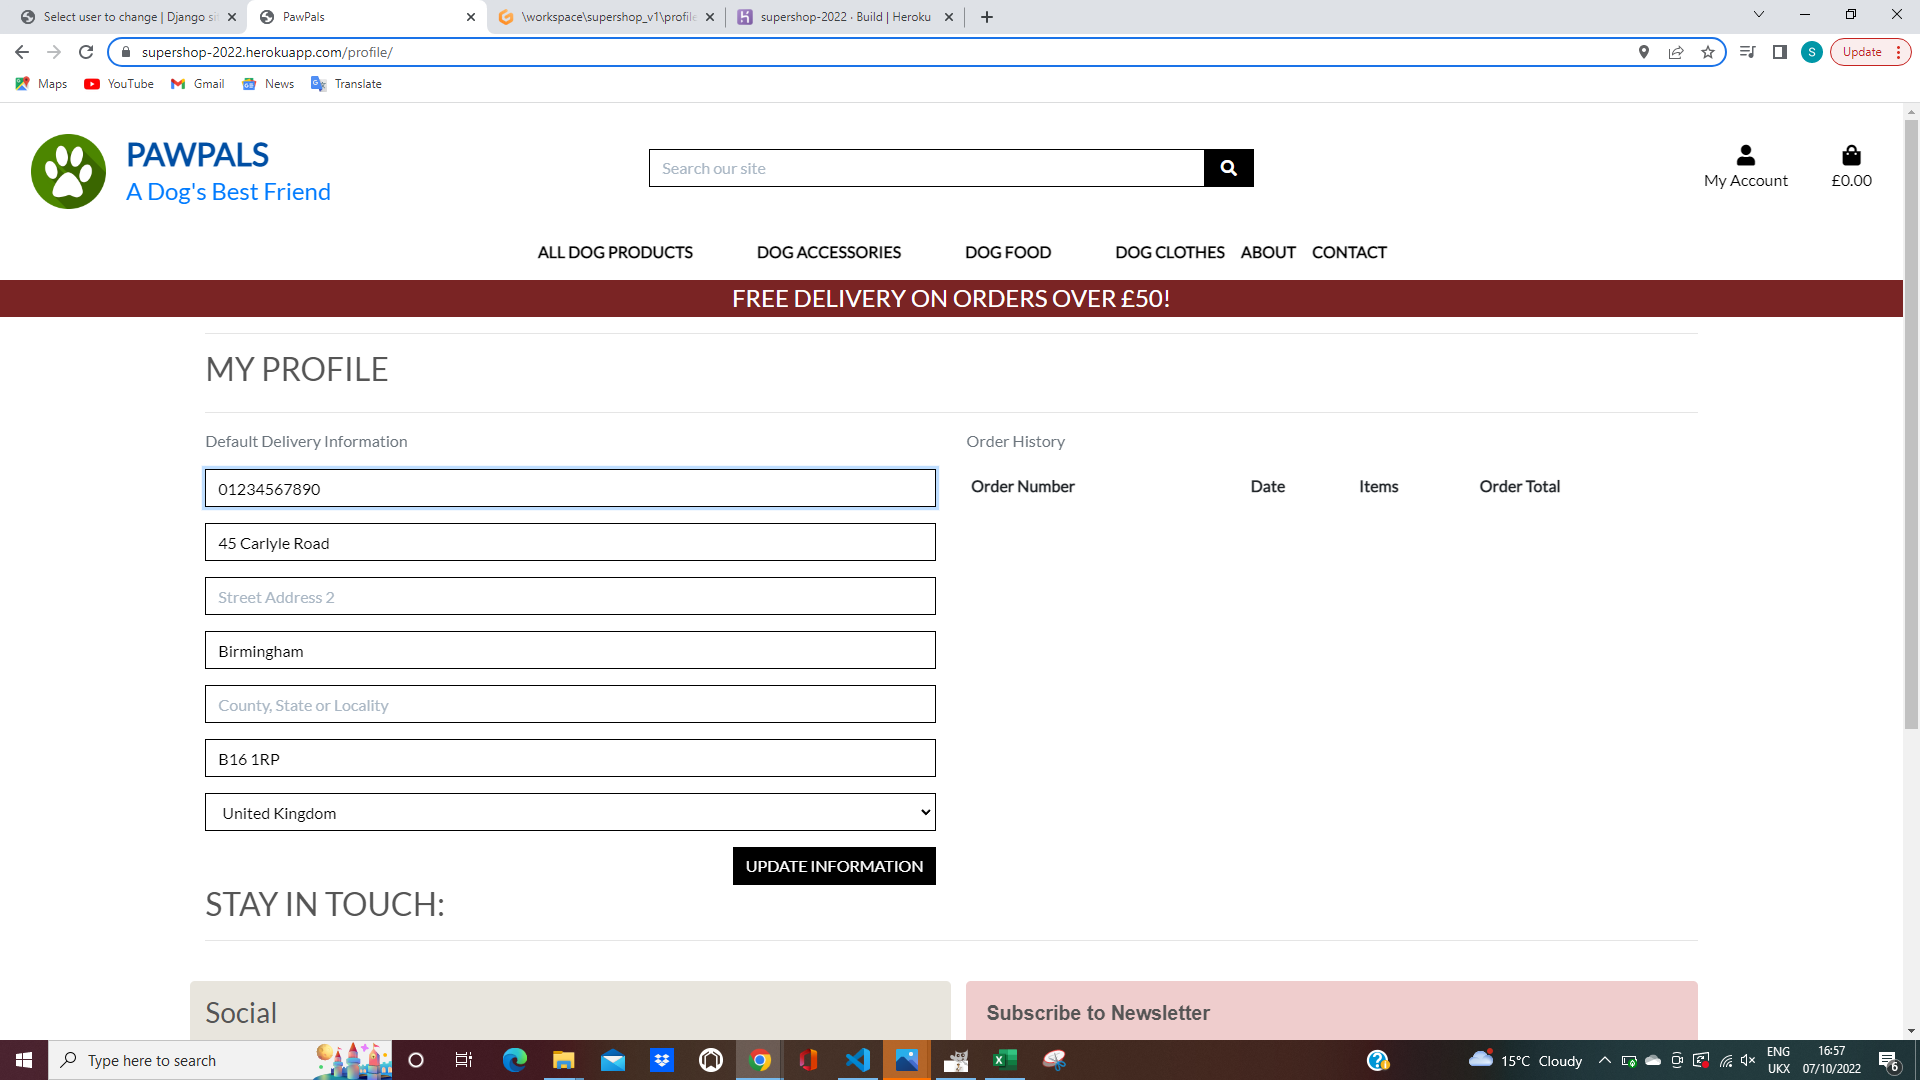 Select user to change | Django si
PawPals
\workspace\supershop_v1\profile
supershop-2022 · Build | Heroku
supershop-2022.herokuapp.com/profile/
S
Update
Maps
YouTube
Gmail
News
Translate
PAWPALS
A Dog's Best Friend
Search our site
My Account
£0.00
ALL DOG PRODUCTS
DOG ACCESSORIES
DOG FOOD
DOG CLOTHES
ABOUT
CONTACT
FREE DELIVERY ON ORDERS OVER £50!
MY PROFILE
Default Delivery Information
Order History
01234567890
Order Number Date Items Order Total
45 Carlyle Road
Street Address 2
Birmingham
County, State or Locality
B16 1RP
United Kingdom
UPDATE INFORMATION
STAY IN TOUCH:
Social
Subscribe to Newsletter
Type here to search
15°C Cloudy
ENG
UKX
16:57
07/10/2022
6